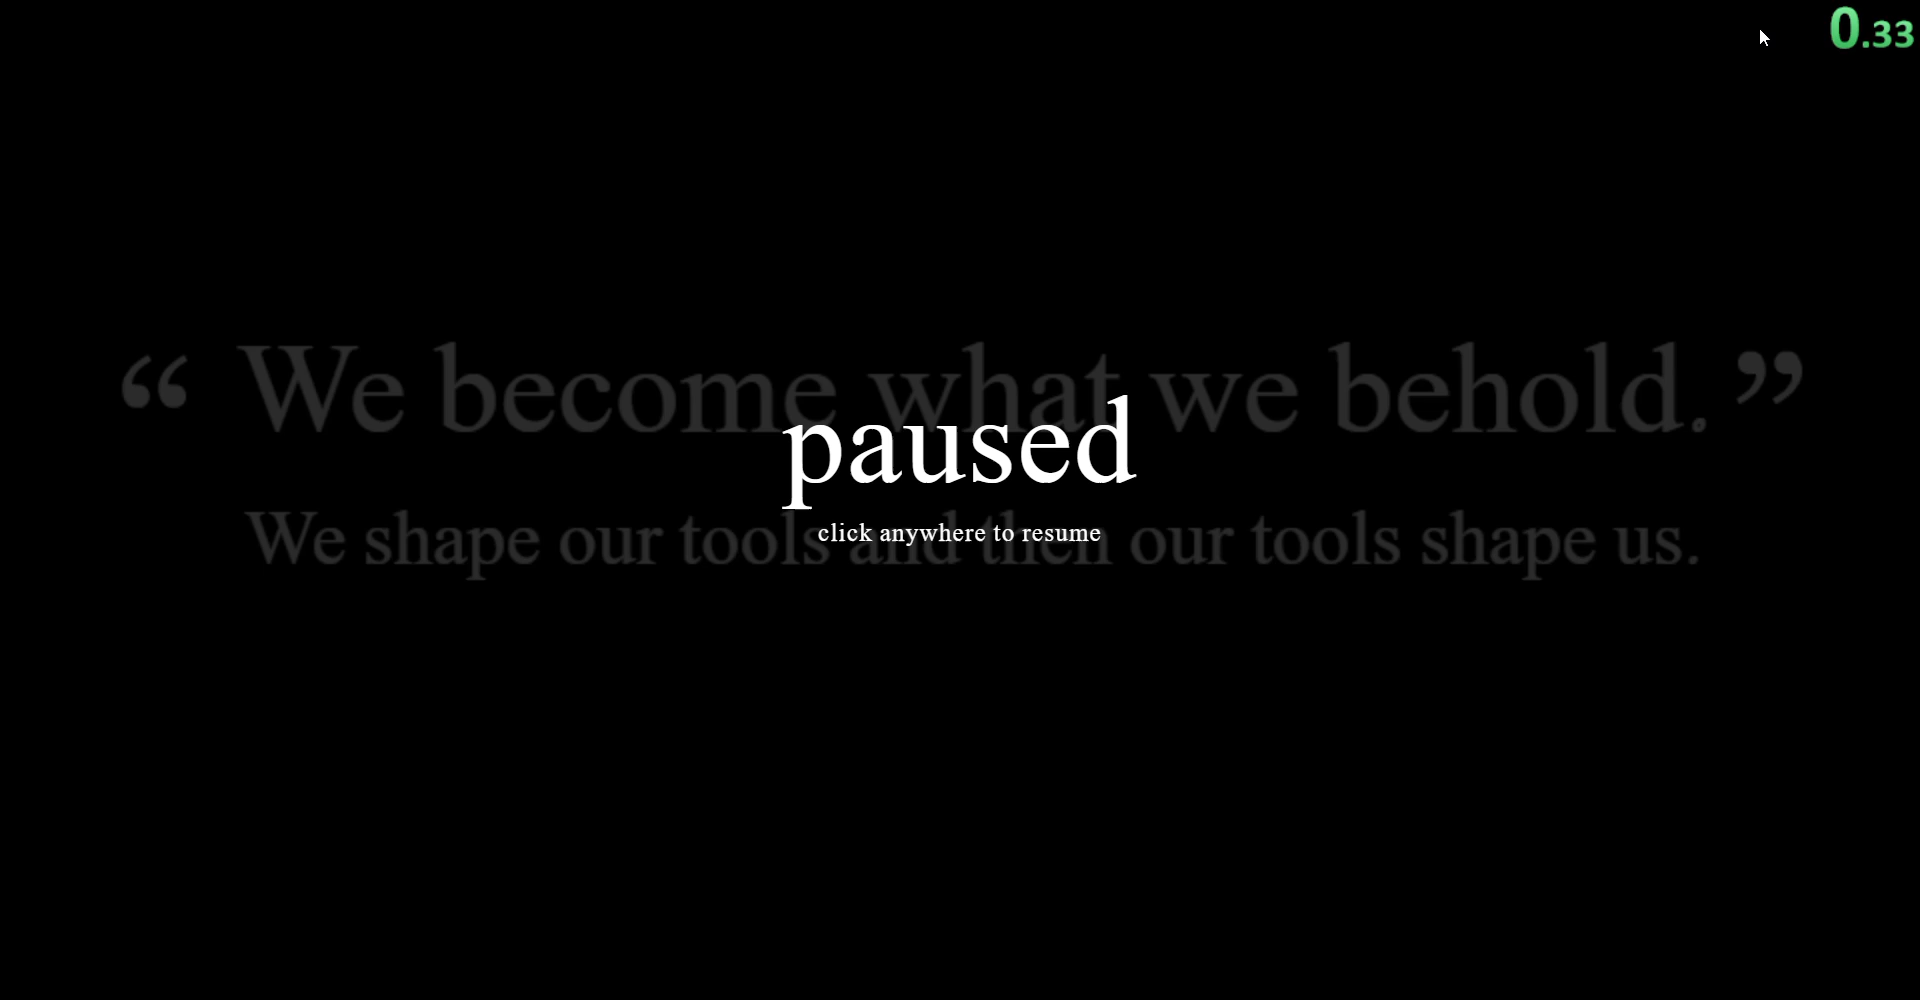 0.33
“ We become what we behold. ”
paused
click anywhere to resume
We shape our tools and then our tools shape us.